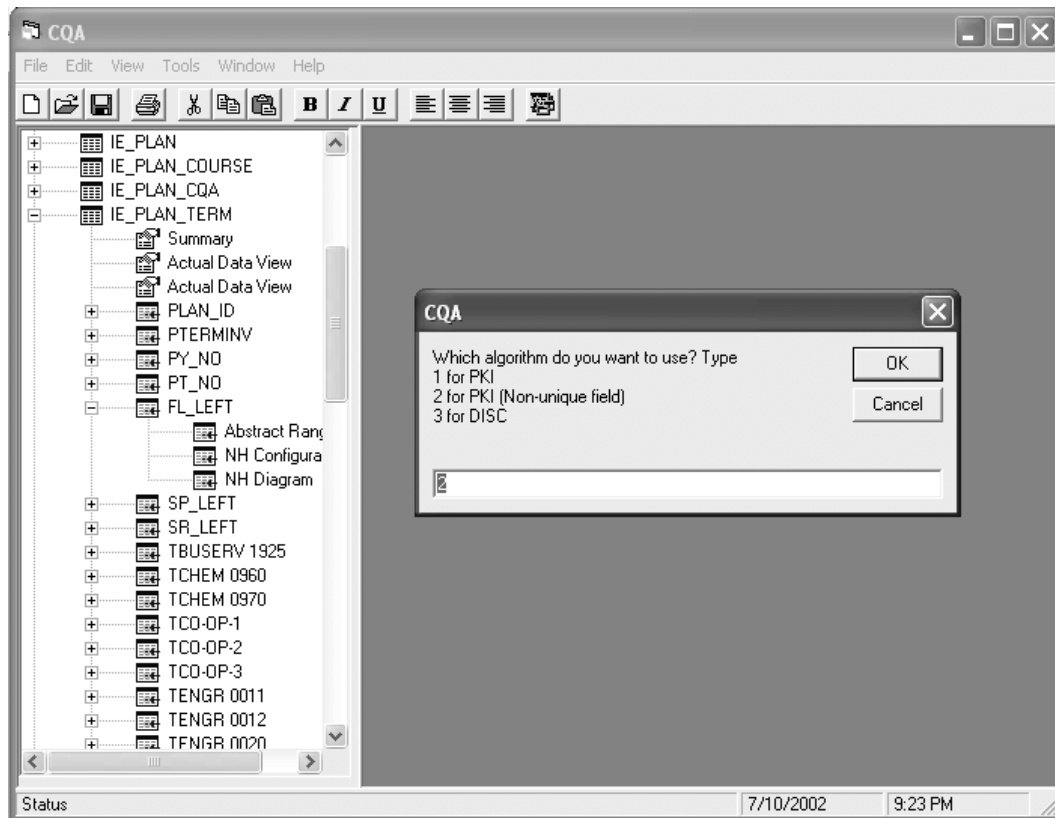 CQA
File Edit View Tools Window Help
B I U
IE_PLAN
IE_PLAN_COURSE
IE_PLAN_CQA
IE_PLAN_TERM
Summary
Actual Data View
Actual Data View
PLAN_ID
PTERMINV
PY_NO
PT_NO
FL_LEFT
Abstract Rang
NH Configura
NH Diagram
SP_LEFT
SR_LEFT
TBUSERV 1925
TCHEM 0960
TCHEM 0970
TCO-OP-1
TCO-OP-2
TCO-OP-3
TENGR 0011
TENGR 0012
TENGR 0020
CQA
Which algorithm do you want to use? Type
1 for PKI
2 for PKI (Non-unique field)
3 for DISC
OK
Cancel
2
Status 7/10/2002 9:23 PM